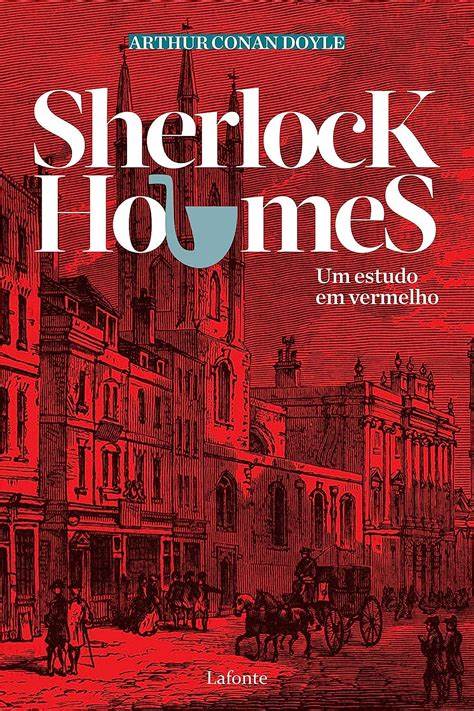 ARTHUR CONAN DOYLE
SherlocK
HolmeS
Um estudo
em vermelho
Lafonte